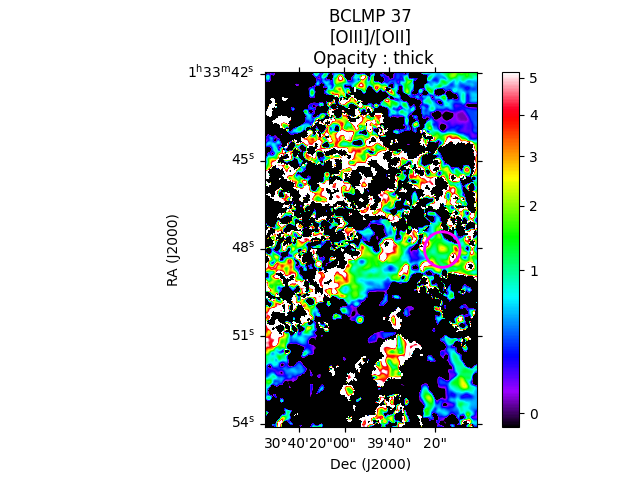 BCLMP 37
[OIII]/[OII]
Opacity : thick
1ʰ33ᵐ42ˢ
45ˢ
48ˢ
51ˢ
54ˢ
RA (J2000)
30°40'20"00" 39'40" 20"
Dec (J2000)
5
4
3
2
1
0